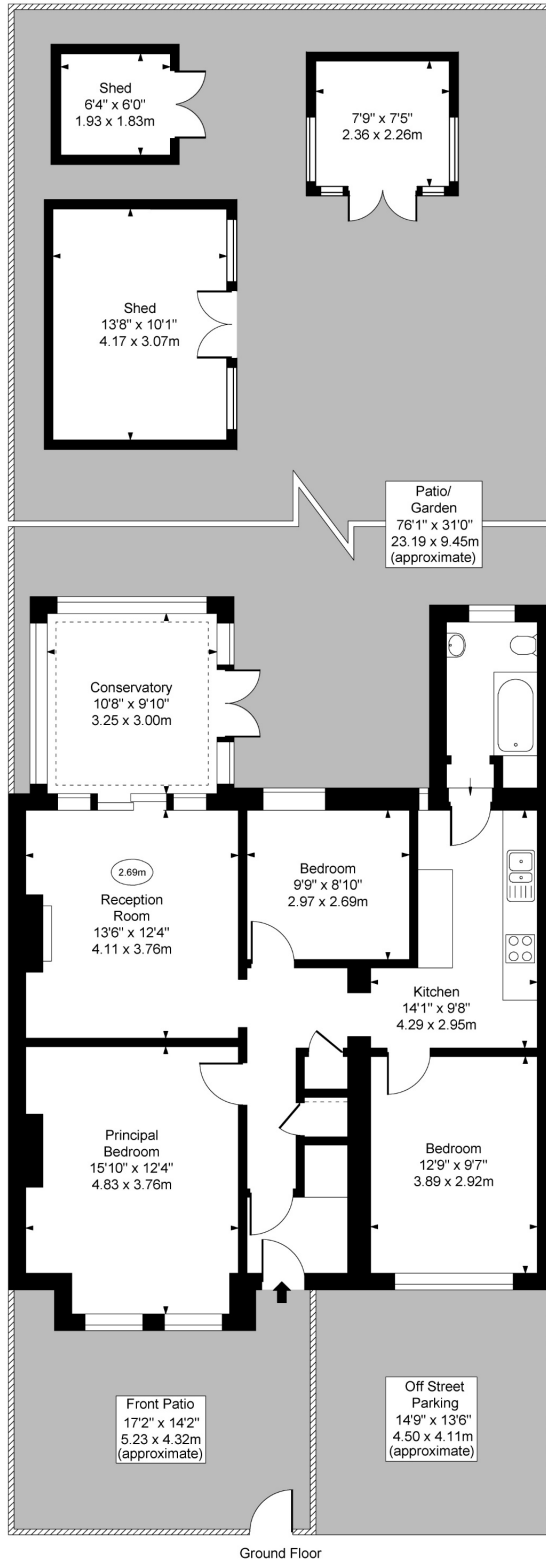 Shed
6'4" x 6'0"
1.93 x 1.83m
7'9" x 7'5"
2.36 x 2.26m
Shed
13'8" x 10'1"
4.17 x 3.07m
Patio/
Garden
76'1" x 31'0"
23.19 x 9.45m
(approximate)
Conservatory
10'8" x 9'10"
3.25 x 3.00m
2.69m
Reception
Room
13'6" x 12'4"
4.11 x 3.76m
Bedroom
9'9" x 8'10"
2.97 x 2.69m
Kitchen
14'1" x 9'8"
4.29 x 2.95m
Principal
Bedroom
15'10" x 12'4"
4.83 x 3.76m
Bedroom
12'9" x 9'7"
3.89 x 2.92m
Front Patio
17'2" x 14'2"
5.23 x 4.32m
(approximate)
Off Street
Parking
14'9" x 13'6"
4.50 x 4.11m
(approximate)
Ground Floor